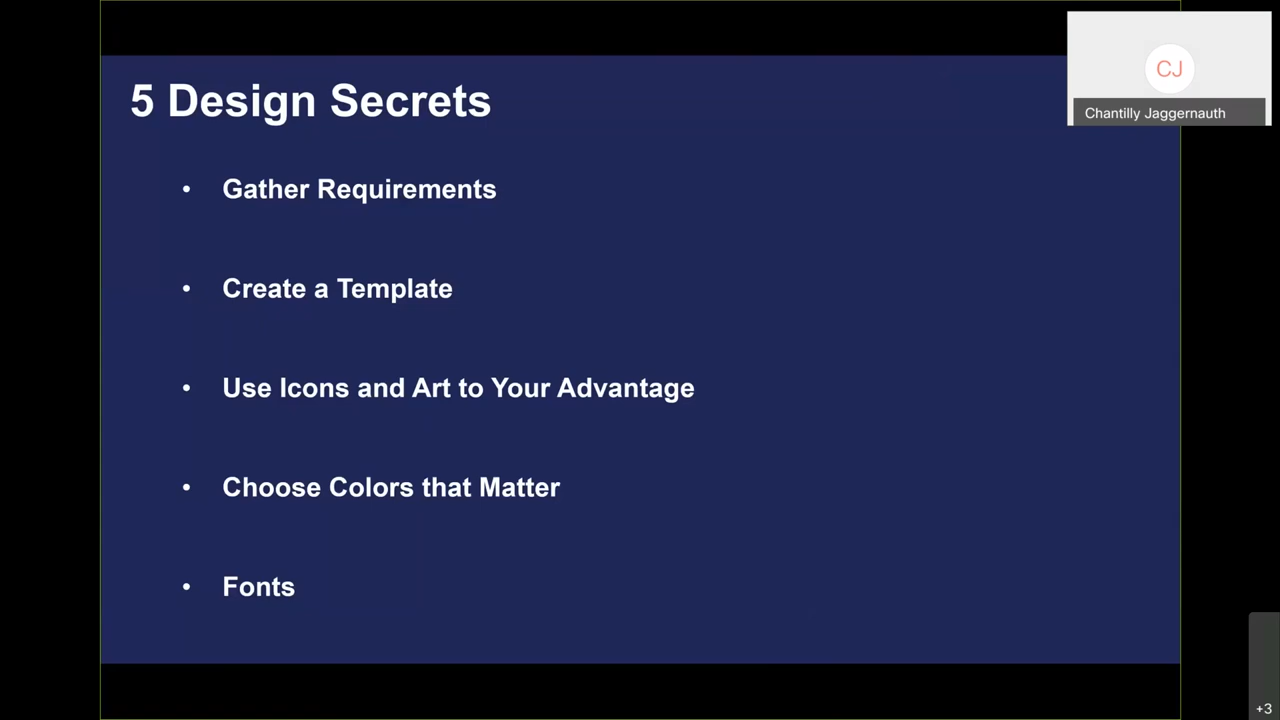 5 Design Secrets
CJ
Chantilly Jaggernauth
• Gather Requirements
• Create a Template
• Use Icons and Art to Your Advantage
• Choose Colors that Matter
• Fonts
+3